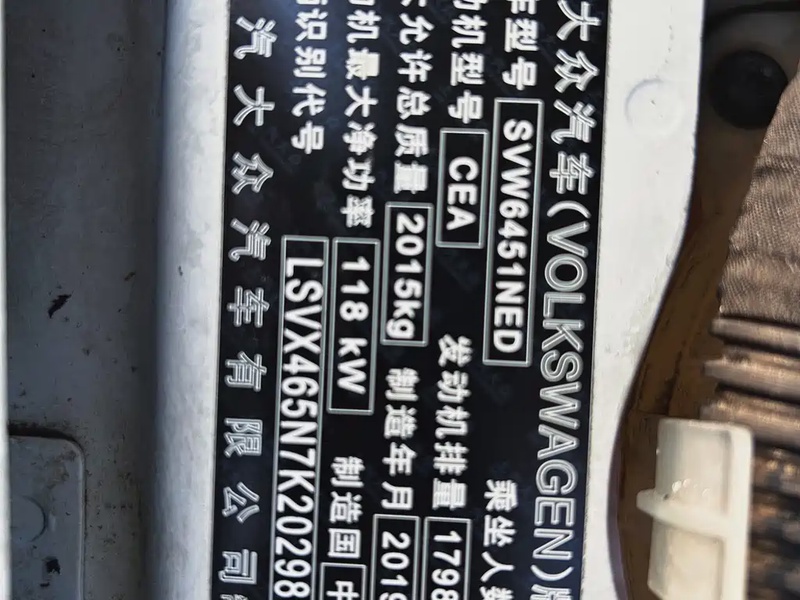 大众汽车(VOLKSWAGEN)牌
车型号 SVW6451NED 乘坐人数
动机型号 CEA 发动机排量 1798
大允许总质量 2015kg 制造年月 2019
机最大净功率 118 kW 制造国 中
识别代号 LSVX465N7K20298
汽大众汽车有限公司